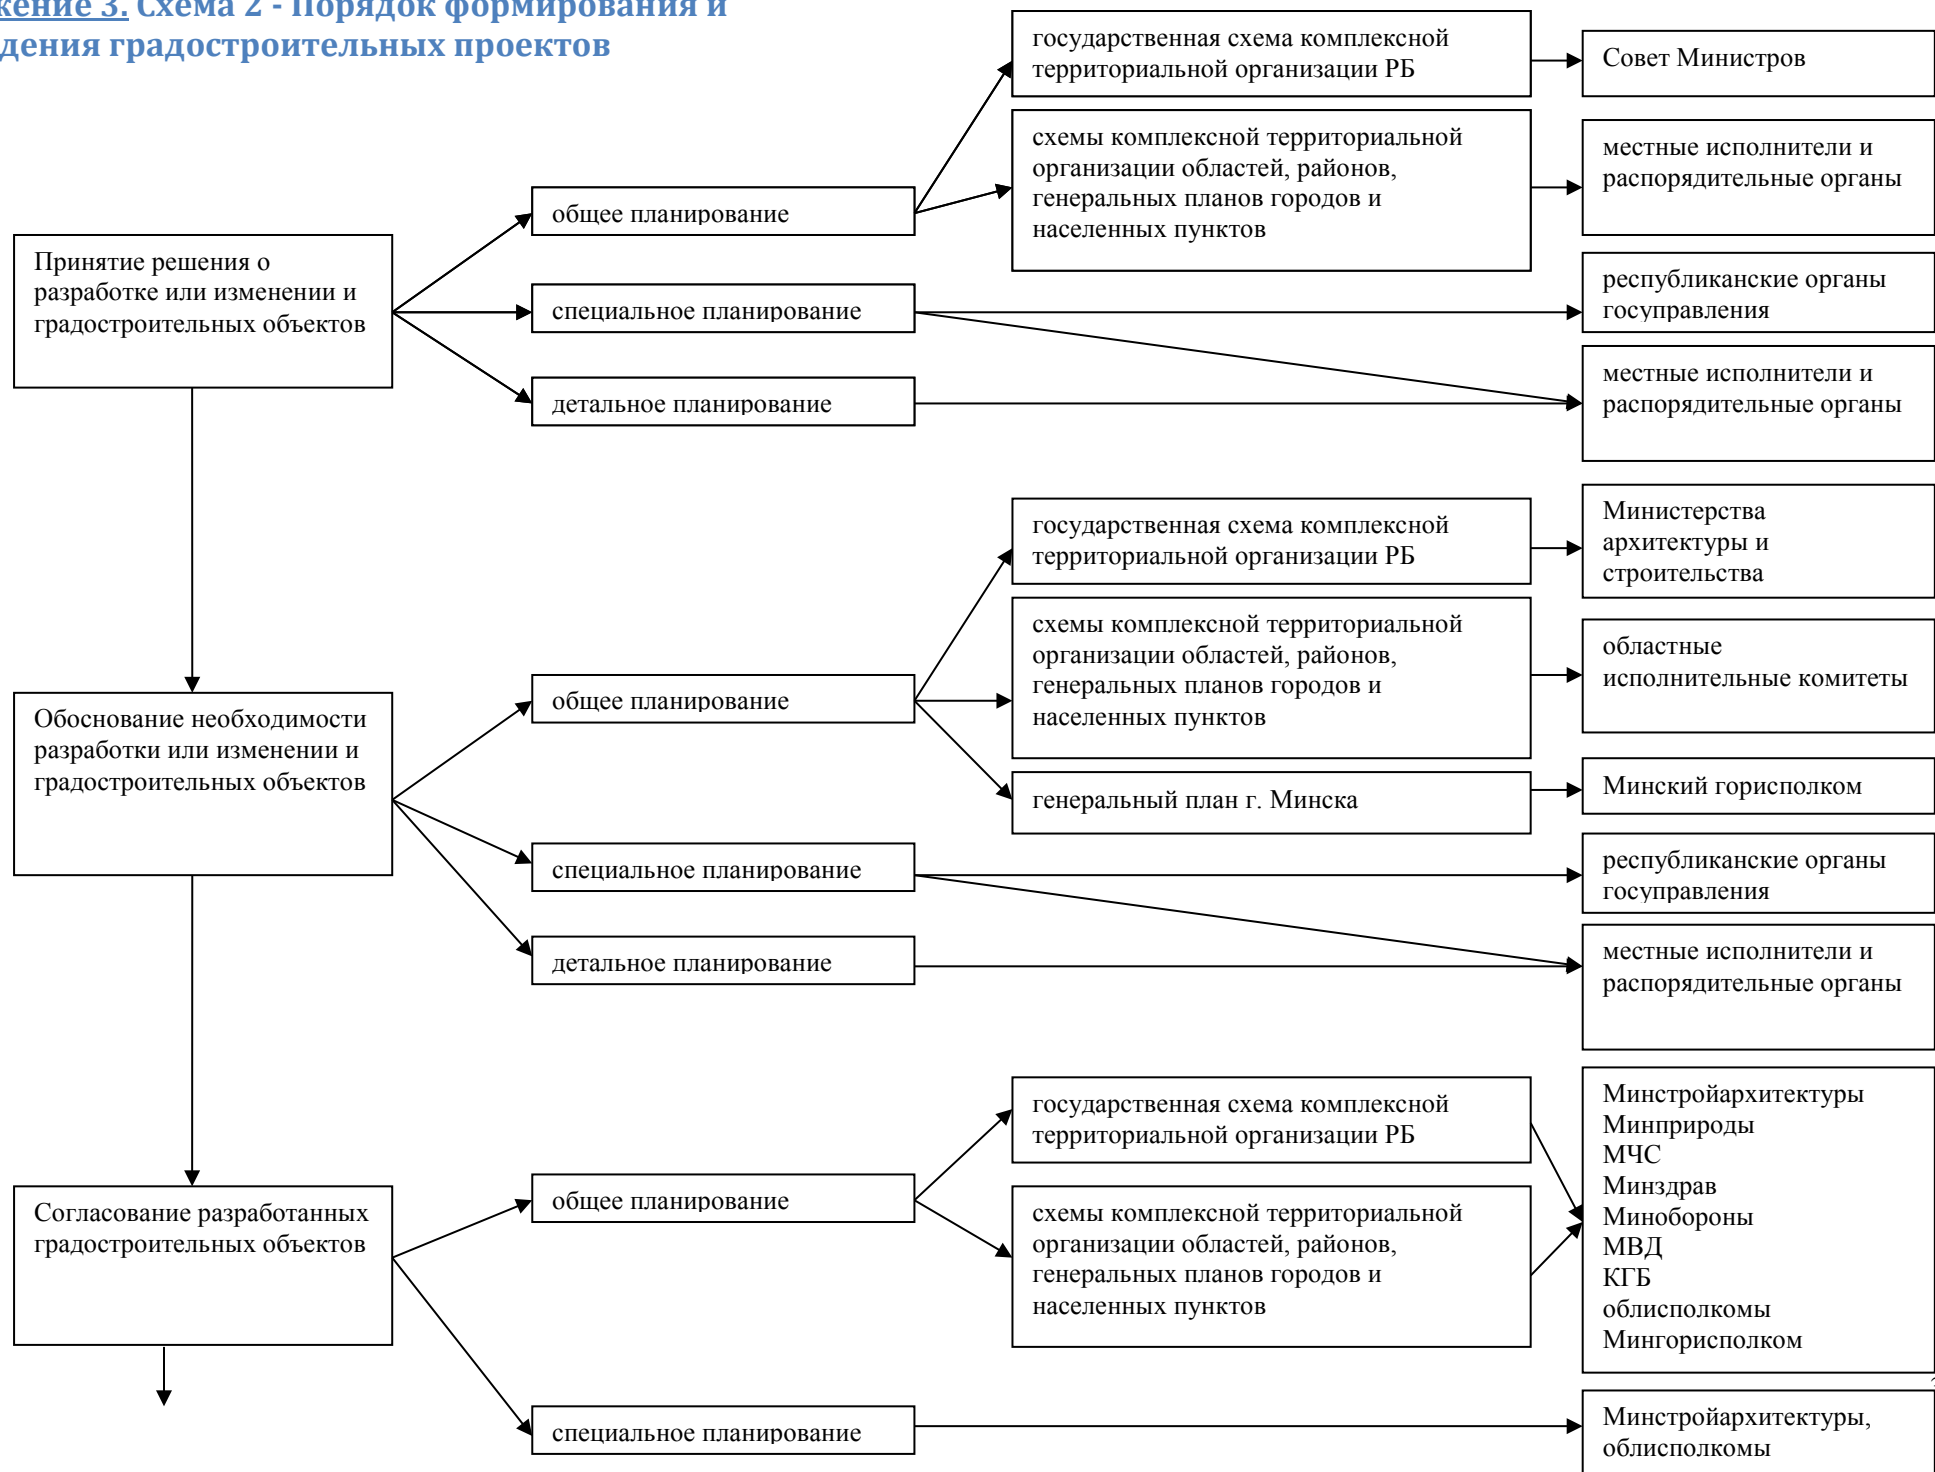 жение 3. Схема 2 - Порядок формирования и
дения градостроительных проектов
государственная схема комплексной
территориальной организации РБ
Совет Министров
схемы комплексной территориальной
организации областей, районов,
генеральных планов городов и
населенных пунктов
местные исполнители и
распорядительные органы
общее планирование
Принятие решения о
разработке или изменении и
градостроительных объектов
специальное планирование
республиканские органы
госуправления
детальное планирование
местные исполнители и
распорядительные органы
государственная схема комплексной
территориальной организации РБ
Министерства
архитектуры и
строительства
схемы комплексной территориальной
организации областей, районов,
генеральных планов городов и
населенных пунктов
областные
исполнительные комитеты
общее планирование
Обоснование необходимости
разработки или изменении и
градостроительных объектов
генеральный план г. Минска
Минский горисполком
специальное планирование
республиканские органы
госуправления
детальное планирование
местные исполнители и
распорядительные органы
государственная схема комплексной
территориальной организации РБ
Минстройархитектуры
Минприроды
МЧС
Минздрав
Минобороны
МВД
КГБ
облисполкомы
Мингорисполком
общее планирование
Согласование разработанных
градостроительных объектов
схемы комплексной территориальной
организации областей, районов,
генеральных планов городов и
населенных пунктов
специальное планирование
Минстройархитектуры,
облисполкомы